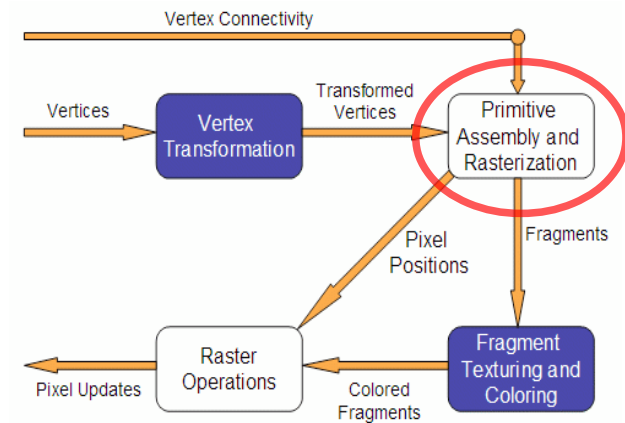 Vertex Connectivity
Vertices
Vertex
Transformation
Transformed
Vertices
Primitive
Assembly and
Rasterization
Pixel
Positions
Fragments
Pixel Updates
Raster
Operations
Colored
Fragments
Fragment
Texturing and
Coloring